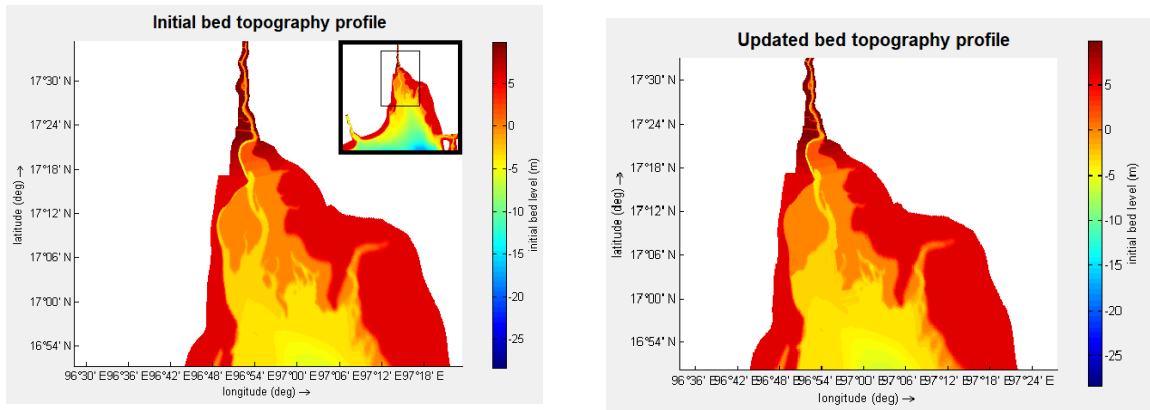 Initial bed topography profile
17°30' N
17°24' N
17°18' N
17°12' N
17°06' N
17°00' N
16°54' N
latitude (deg) →
96°30' E96°36' E96°42' E96°48' E96°54' E97°00' E97°06' E97°12' E97°18' E
longitude (deg) →
5
0
-5
-10
-15
-20
-25
initial bed level (m)
Updated bed topography profile
17°30' N
17°24' N
17°18' N
17°12' N
17°06' N
17°00' N
16°54' N
latitude (deg) →
96°36' E96°42' E96°48' E96°54' E97°00' E97°06' E97°12' E97°18' E97°24' E
longitude (deg) →
5
0
-5
-10
-15
-20
-25
initial bed level (m)